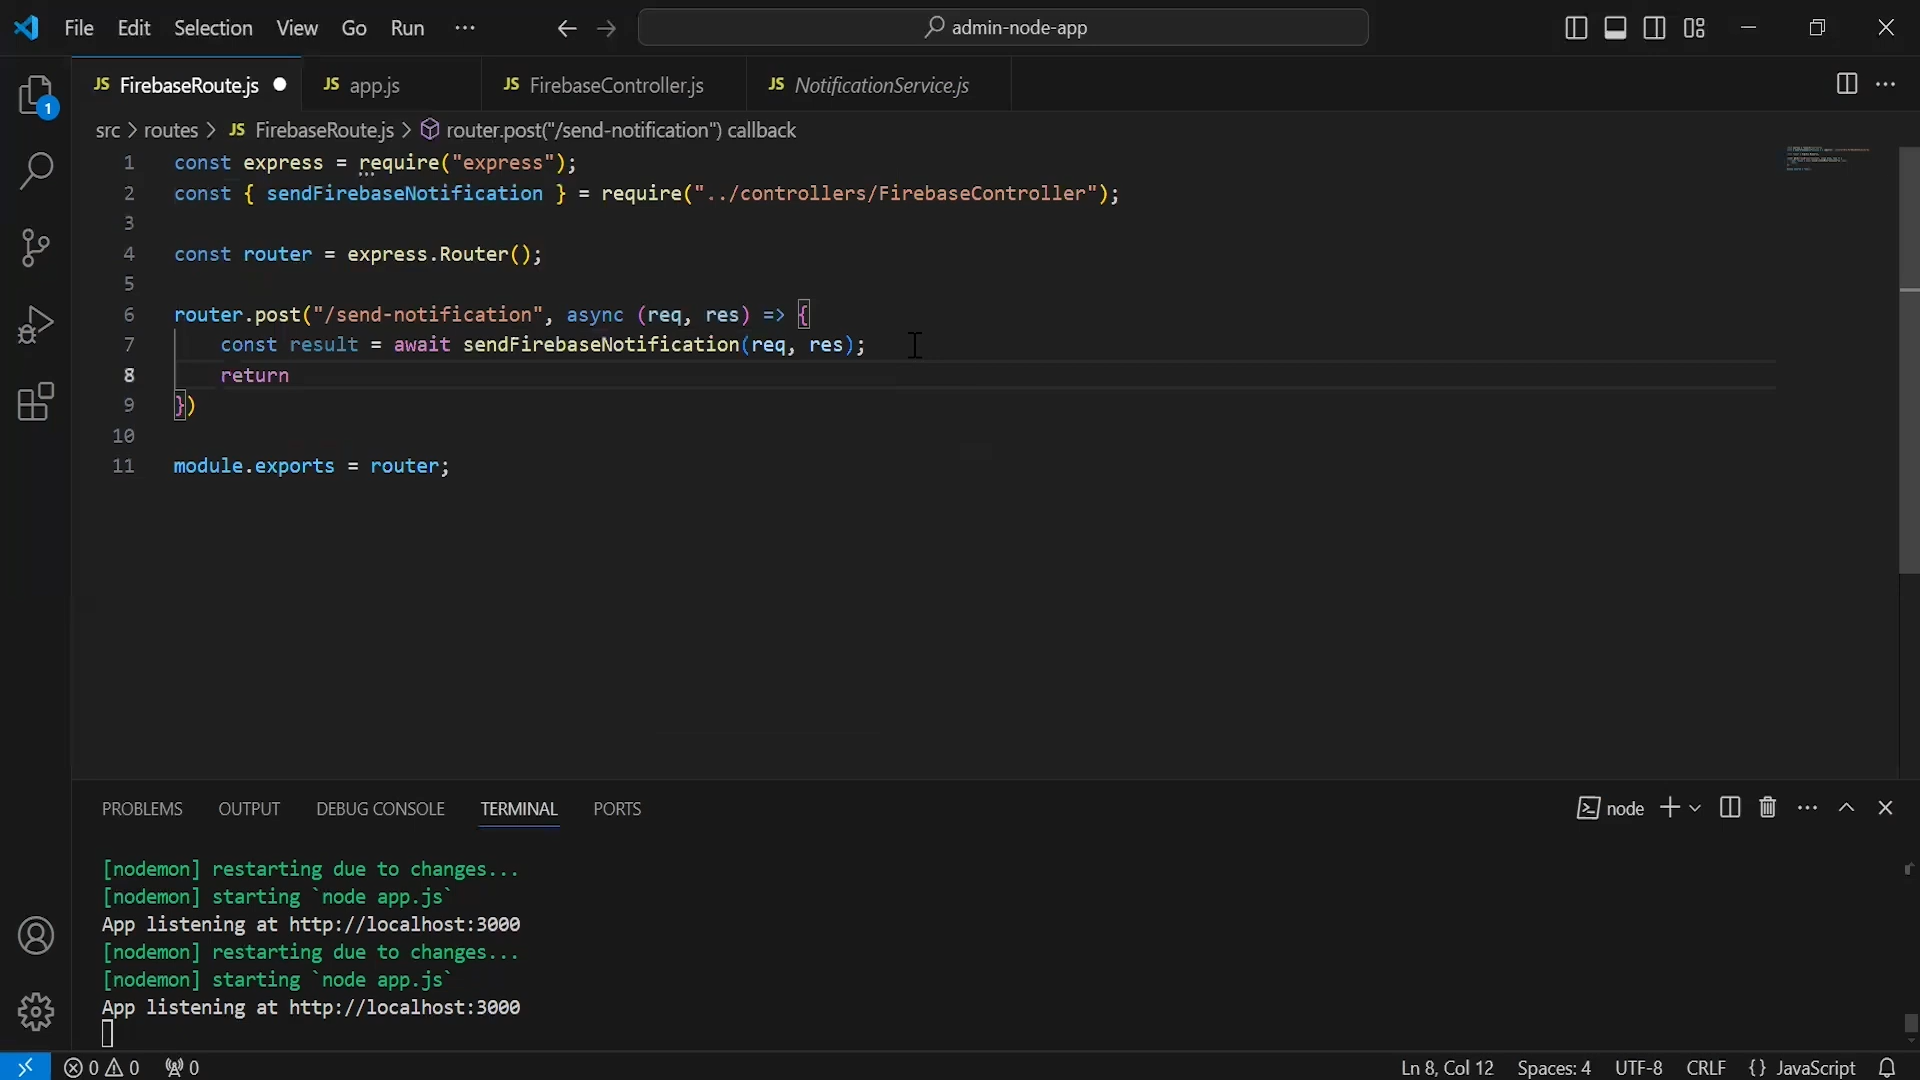 File Edit Selection View Go Run ··· admin-node-app
JS FirebaseRoute.js JS app.js JS FirebaseController.js JS NotificationService.js
src > routes > JS FirebaseRoute.js > router.post("/send-notification") callback
1 const express = require("express");
2 const { sendFirebaseNotification } = require("../controllers/FirebaseController");
3
4 const router = express.Router();
5
6 router.post("/send-notification", async (req, res) => {
7 const result = await sendFirebaseNotification(req, res);
8 return
9 })
10
11 module.exports = router;
1
PROBLEMS OUTPUT DEBUG CONSOLE TERMINAL PORTS node
[nodemon] restarting due to changes...
[nodemon] starting `node app.js`
App listening at http://localhost:3000
[nodemon] restarting due to changes...
[nodemon] starting `node app.js`
App listening at http://localhost:3000
0 0 0 Ln 8, Col 12 Spaces: 4 UTF-8 CRLF {} JavaScript